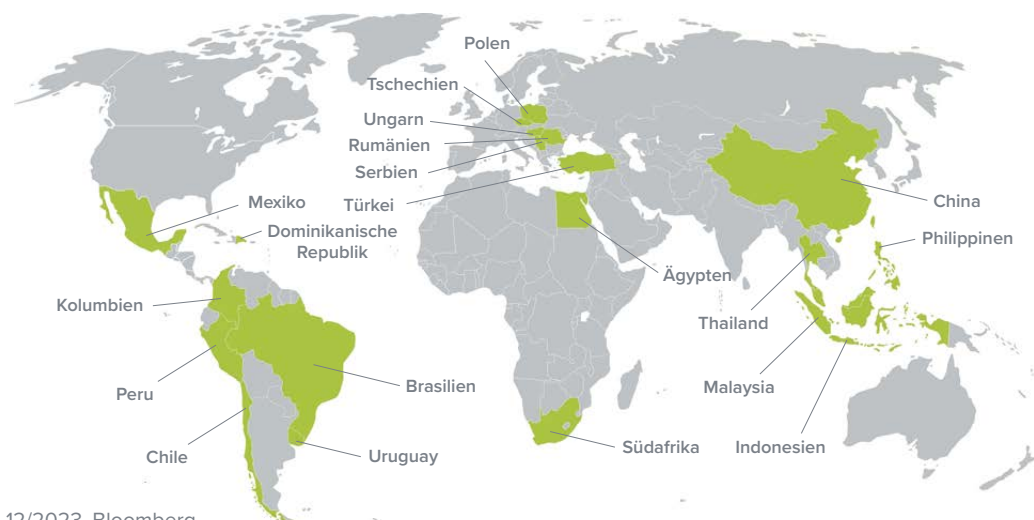 Polen
Tschechien
Ungarn
Rumänien
Serbien
Türkei
Mexiko
Dominikanische
Republik
China
Philippinen
Ägypten
Kolumbien
Thailand
Peru
Brasilien
Malaysia
Chile
Uruguay
Südafrika
Indonesien
12/2023, Bloomberg